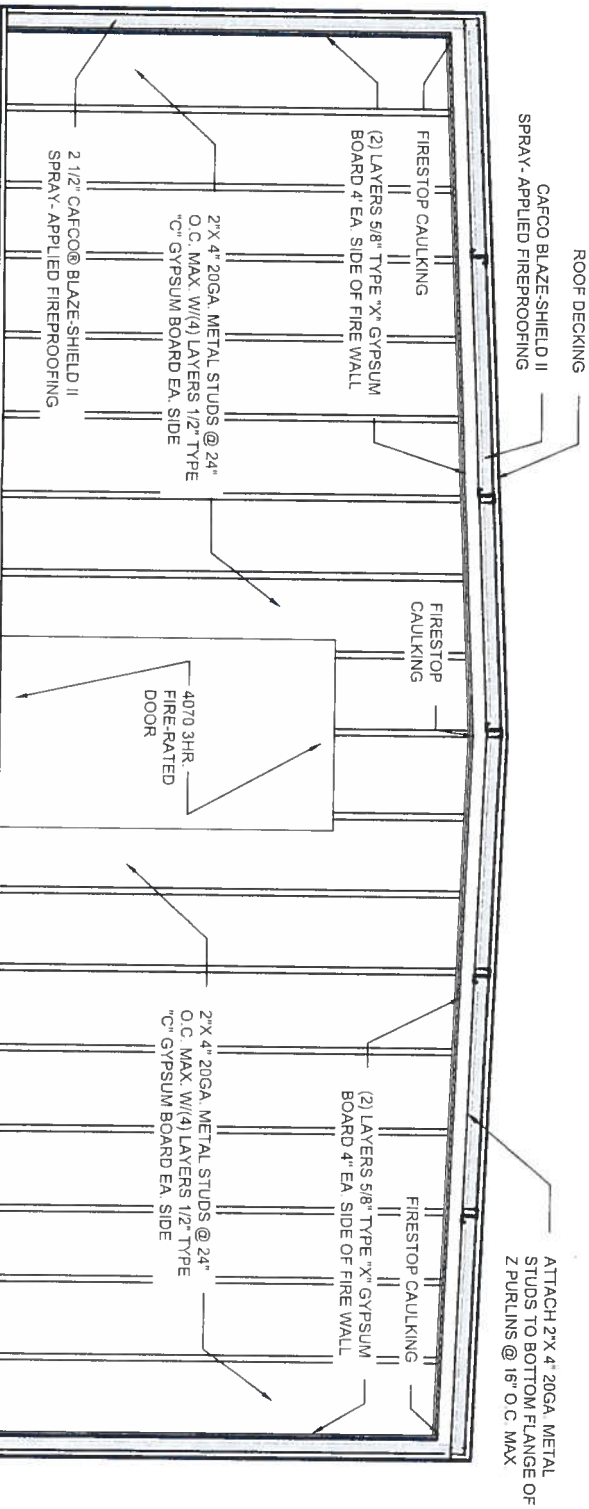 ROOF DECKING
CAFCO BLAZE-SHIELD II
SPRAY- APPLIED FIREPROOFING
FIRESTOP CAULKING
(2) LAYERS 5/8" TYPE "X" GYPSUM
BOARD 4' EA. SIDE OF FIRE WALL
2"X 4" 20GA. METAL STUDS @ 24"
O.C. MAX. W/(4) LAYERS 1/2" TYPE
"C" GYPSUM BOARD EA. SIDE
2 1/2" CAFCO® BLAZE-SHIELD II
SPRAY- APPLIED FIREPROOFING
FIRESTOP
CAULKING
4070 3HR.
FIRE-RATED
DOOR
ATTACH 2"X 4" 20GA. METAL
STUDS TO BOTTOM FLANGE OF
Z PURLINS @ 16" O.C. MAX.
FIRESTOP CAULKING
(2) LAYERS 5/8" TYPE "X" GYPSUM
BOARD 4" EA. SIDE OF FIRE WALL
2"X 4" 20GA. METAL STUDS @ 24"
O.C. MAX. W/(4) LAYERS 1/2" TYPE
"C" GYPSUM BOARD EA. SIDE